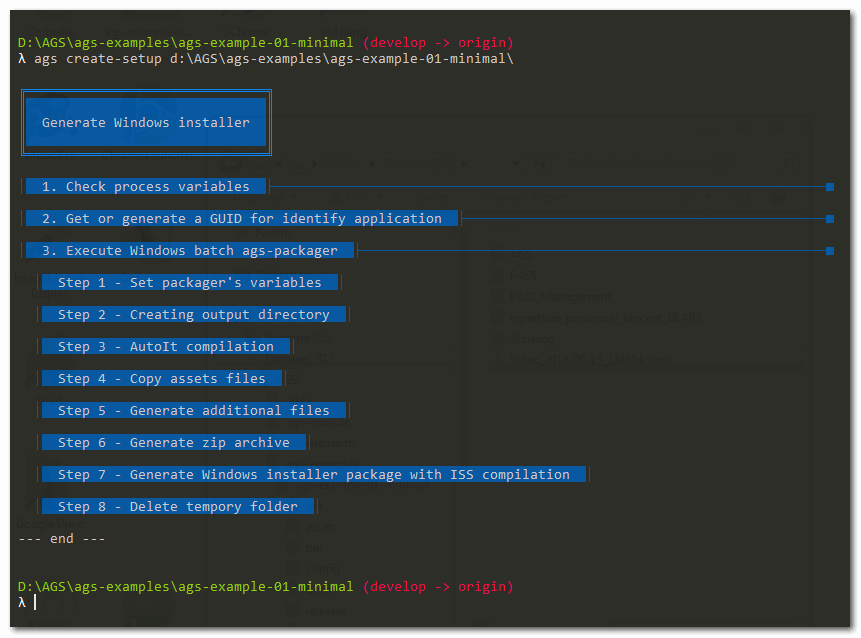 D:\AGS\ags-examples\ags-example-01-minimal (develop -> origin)
λ ags create-setup d:\AGS\ags-examples\ags-example-01-minimal\
Generate Windows installer
1. Check process variables
2. Get or generate a GUID for identify application
3. Execute Windows batch ags-packager
Step 1 - Set packager's variables
Step 2 - Creating output directory
Step 3 - AutoIt compilation
Step 4 - Copy assets files
Step 5 - Generate additional files
Step 6 - Generate zip archive
Step 7 - Generate Windows installer package with ISS compilation
Step 8 - Delete tempory folder
--- end ---
D:\AGS\ags-examples\ags-example-01-minimal (develop -> origin)
λ